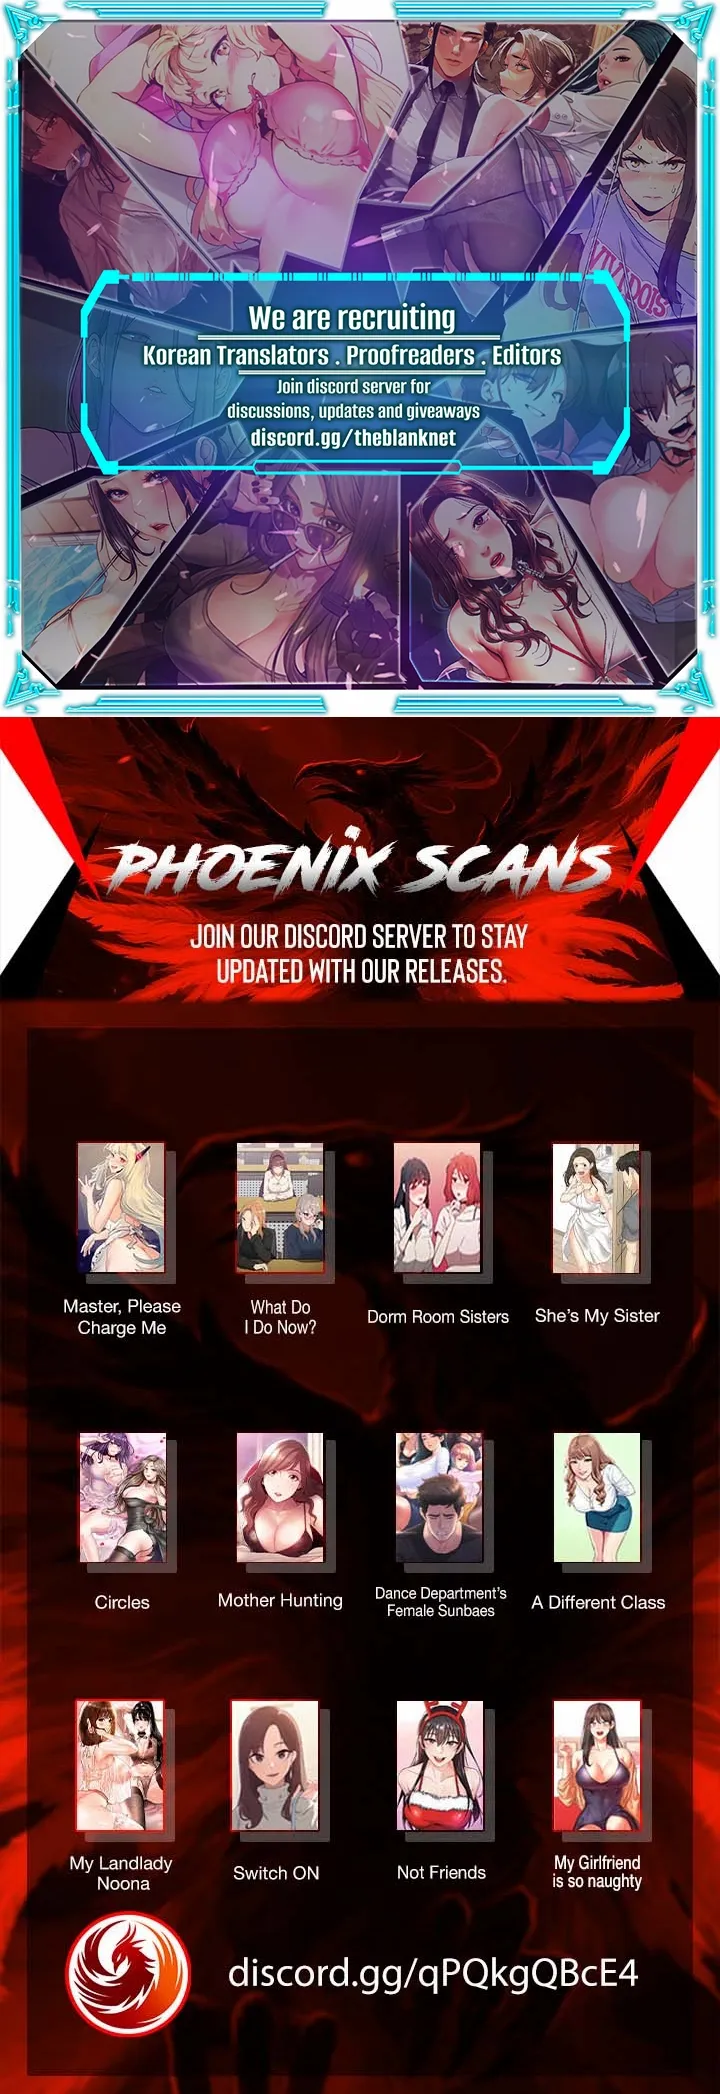 We are recruiting
Korean Translators . Proofreaders . Editors
Join discord server for
discussions, updates and giveaways
discord.gg/theblanknet
PHOENIX SCANS
JOIN OUR DISCORD SERVER TO STAY
UPDATED WITH OUR RELEASES.
Master, Please
Charge Me
What Do
I Do Now?
Dorm Room Sisters
She's My Sister
Circles
Mother Hunting
Dance Department's
Female Sunbaes
A Different Class
My Landlady
Noona
Switch ON
Not Friends
My Girlfriend
is so naughty
discord.gg/qPQkgQBcE4